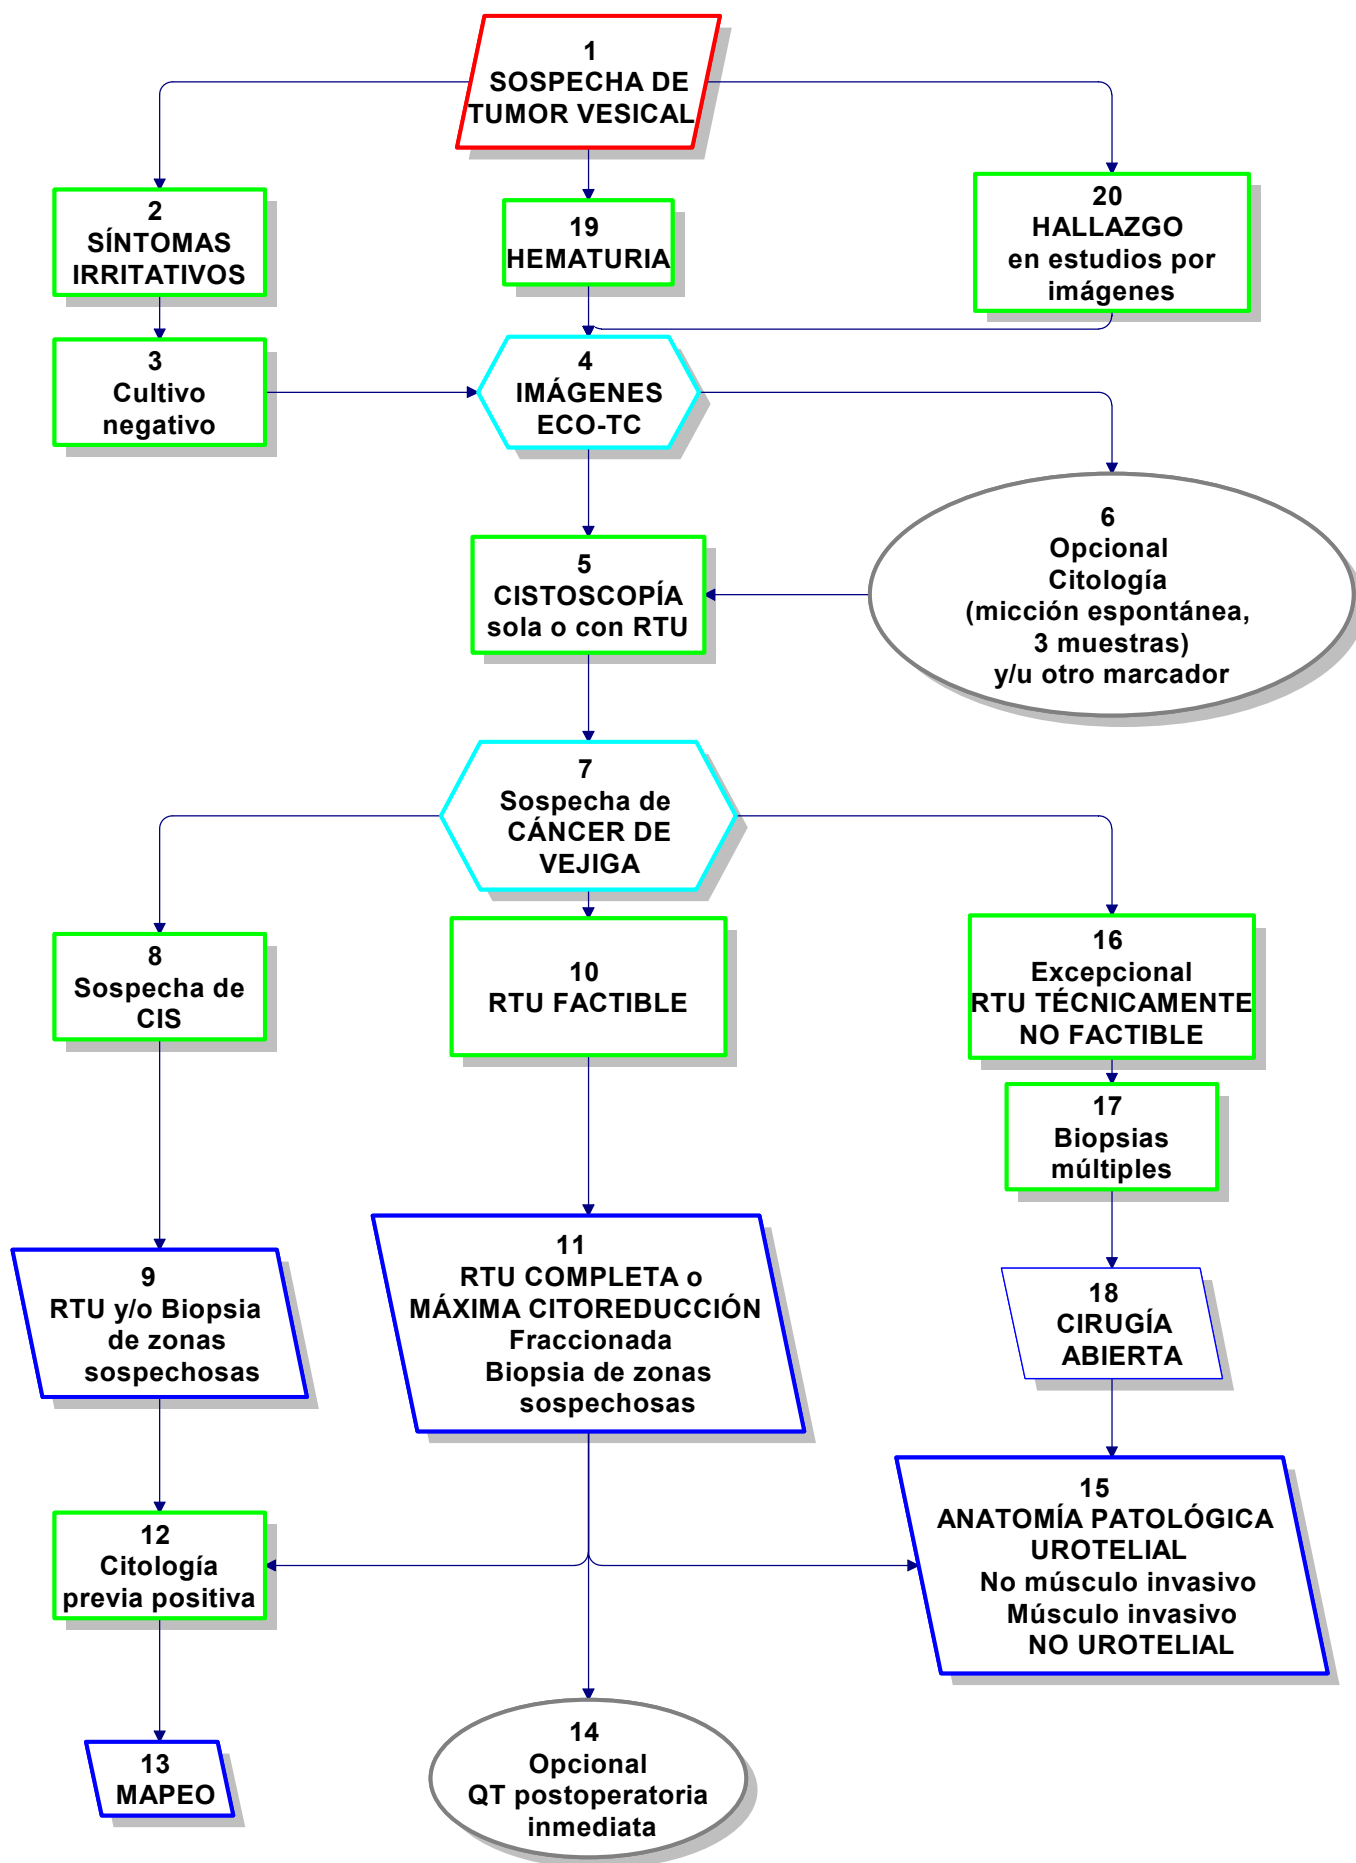 1
SOSPECHA DE
TUMOR VESICAL
2
SÍNTOMAS
IRRITATIVOS
19
HEMATURIA
20
HALLAZGO
en estudios por
imágenes
3
Cultivo
negativo
4
IMÁGENES
ECO-TC
5
CISTOSCOPÍA
sola o con RTU
6
Opcional
Citología
(micción espontánea,
3 muestras)
y/u otro marcador
7
Sospecha de
CÁNCER DE
VEJIGA
8
Sospecha de
CIS
10
RTU FACTIBLE
16
Excepcional
RTU TÉCNICAMENTE
NO FACTIBLE
17
Biopsias
múltiples
9
RTU y/o Biopsia
de zonas
sospechosas
11
RTU COMPLETA o
MÁXIMA CITOREDUCCIÓN
Fraccionada
Biopsia de zonas
sospechosas
18
CIRUGÍA
ABIERTA
12
Citología
previa positiva
15
ANATOMÍA PATOLÓGICA
UROTELIAL
No músculo invasivo
Músculo invasivo
NO UROTELIAL
13
MAPEO
14
Opcional
QT postoperatoria
inmediata